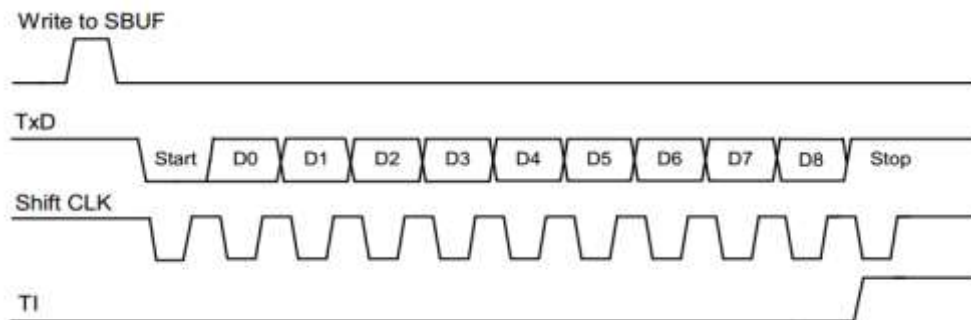 Write to SBUF
TxD
Start D0 D1 D2 D3 D4 D5 D6 D7 D8 Stop
Shift CLK
TI